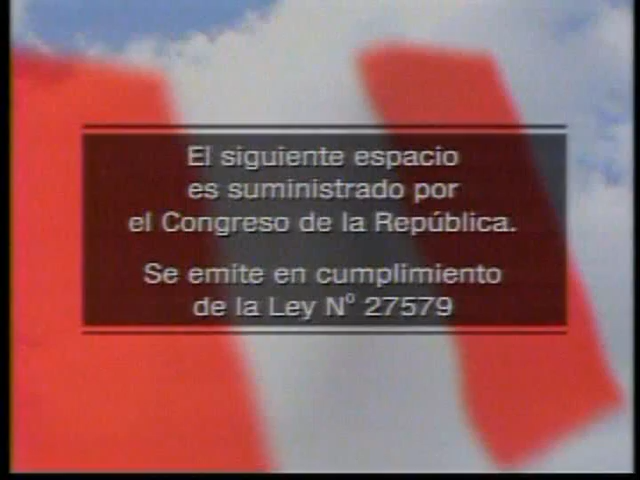 El siguiente espacio
es suministrado por
el Congreso de la República.
Se emite en cumplimiento
de la Ley Nº 27579